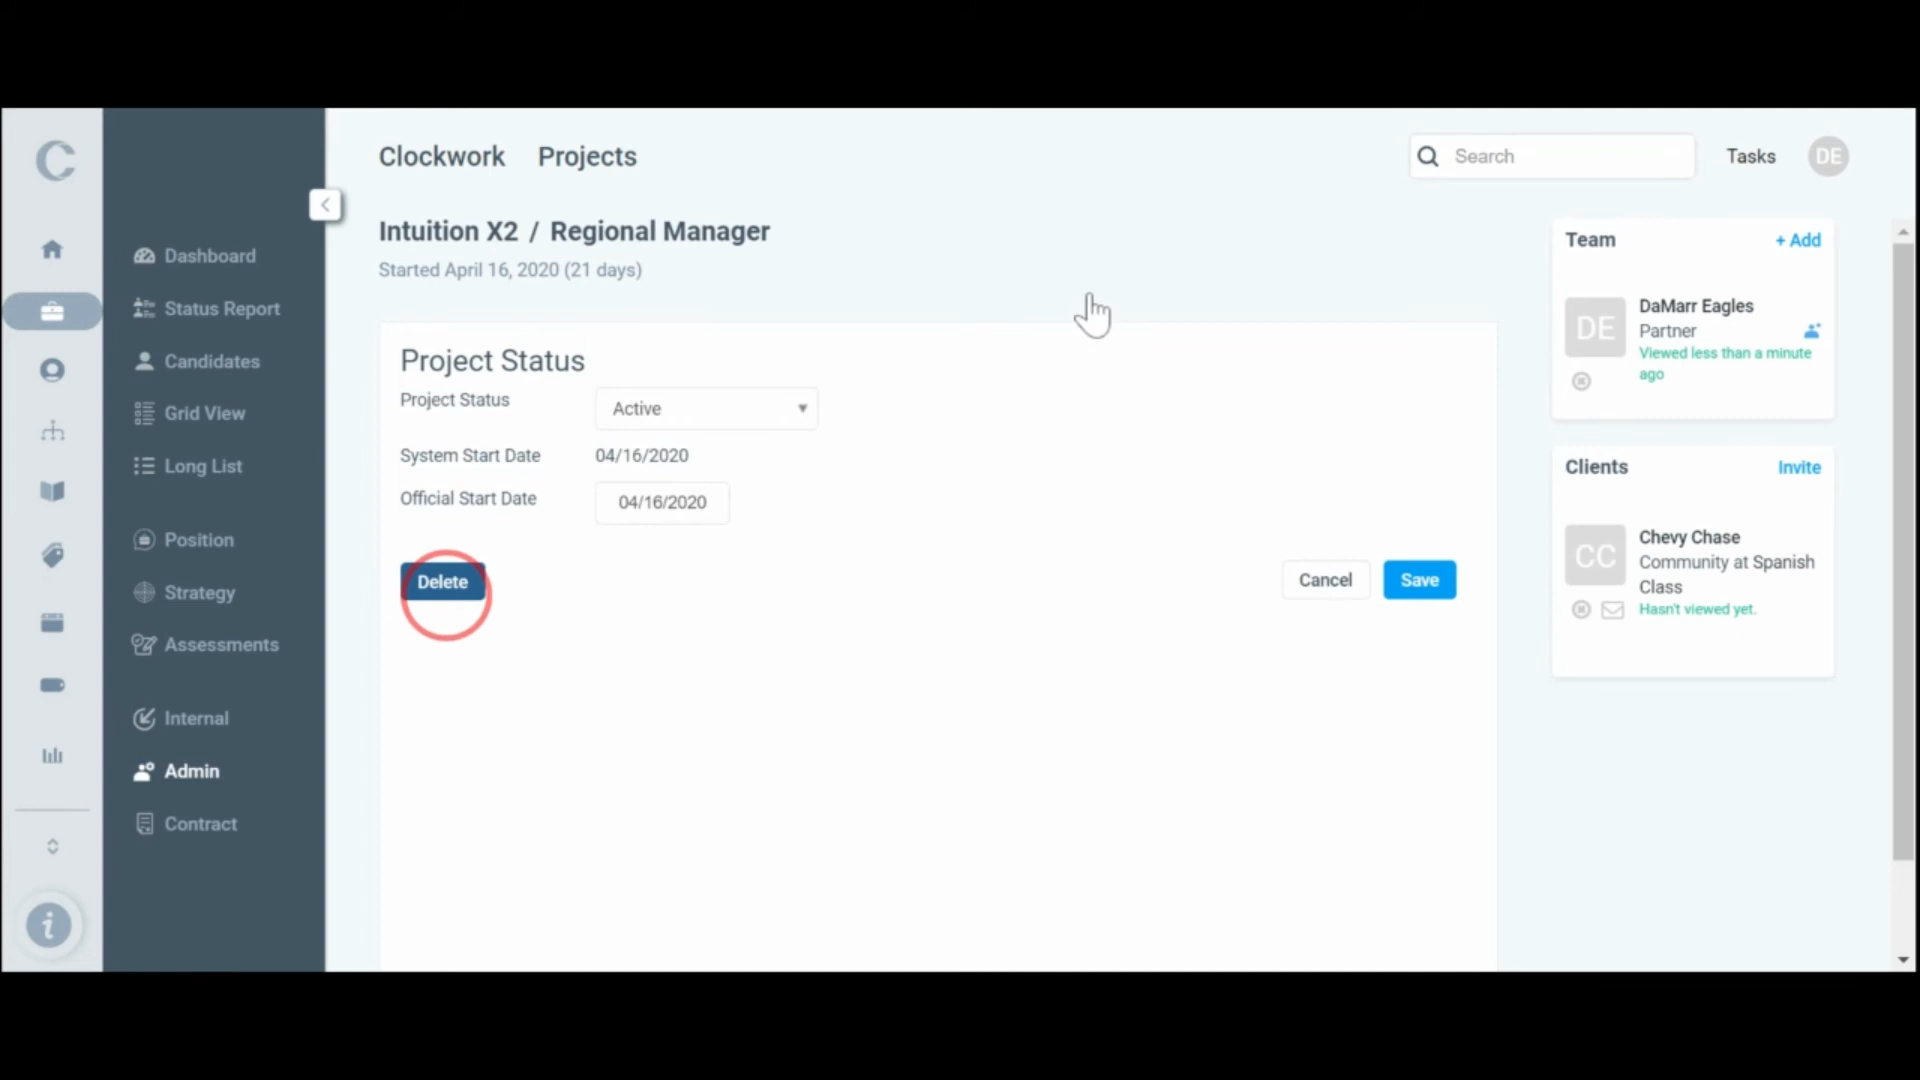 Clockwork Projects
Search
Tasks
DE
Intuition X2 / Regional Manager
Started April 16, 2020 (21 days)
Dashboard
Status Report
Candidates
Grid View
Long List
Position
Strategy
Assessments
Internal
Admin
Contract
Project Status
Project Status
Active
System Start Date
04/16/2020
Official Start Date
04/16/2020
Delete
Cancel
Save
Team
+ Add
DE
DaMarr Eagles
Partner
Viewed less than a minute
ago
Clients
Invite
CC
Chevy Chase
Community at Spanish
Class
Hasn't viewed yet.